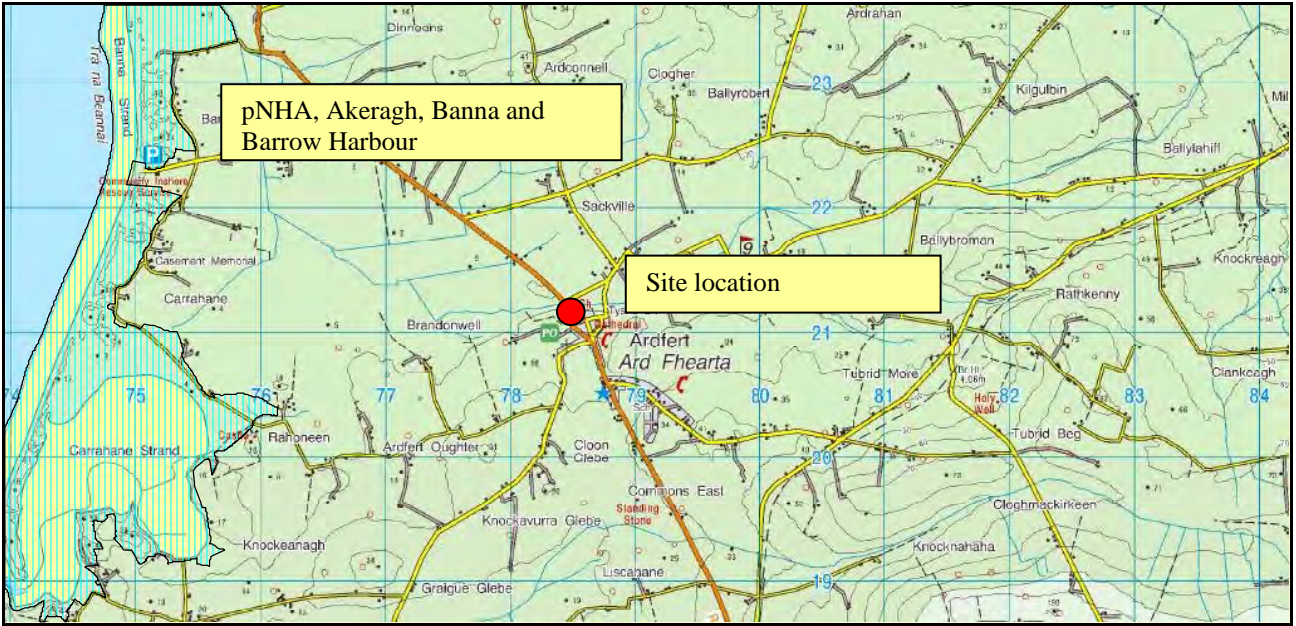 Dinneens
Ardrahan
Ardconnell
Clogher
Ballyrobert
23
Kilgulbin
Banna Strand
Trá na Beannaí
pNHA, Akeragh, Banna and
Barrow Harbour
Ballylahiff
P
Community Inshore
Rescue Service
Sackville
22
Ballybroman
9
Knockreagh
Casement Memorial
Site location
Rathkenny
Carrahane
Brandonwell
PO
Cathedral
Ardfert
Ard Fhearta
21
Tubrid More
Clankeagh
74
75
76
77
78
79
80
81
82
83
84
Holy
Well
Castle
Rahoneen
Carrahane Strand
Ardfert Oughter
Cloon
Glebe
Sch
Tubrid Beg
20
Commons East
Standing
Stone
Cloghmackirkeen
Knockavurra Glebe
Knockeanagh
Knocknahaha
Liscahane
19
Graigue Glebe